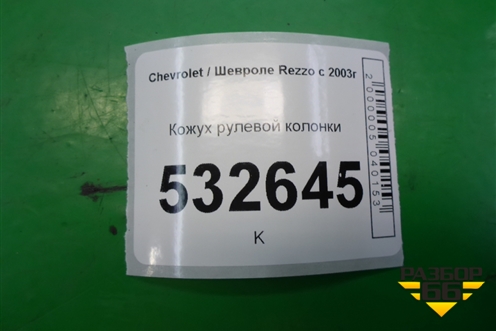 Chevrolet / Шевроле Rezzo с 2003г
Кожух рулевой колонки
532645
К
2000005040153
РАЗБОР
66